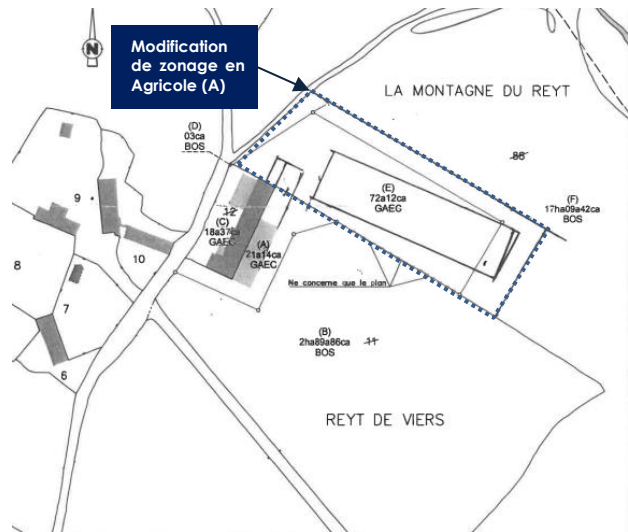 N
Modification
de zonage en
Agricole (A)
LA MONTAGNE DU REYT
(D)
03ca
BOS
86
(E)
72a12ca
GAEC
(F)
17ha09a42ca
BOS
9
12
(C)
18a37ca
GAEC
(A)
21a14ca
GAEC
10
8
7
Ne concerne que le plan
(B)
2ha89a86ca
BOS
11
6
REYT DE VIERS